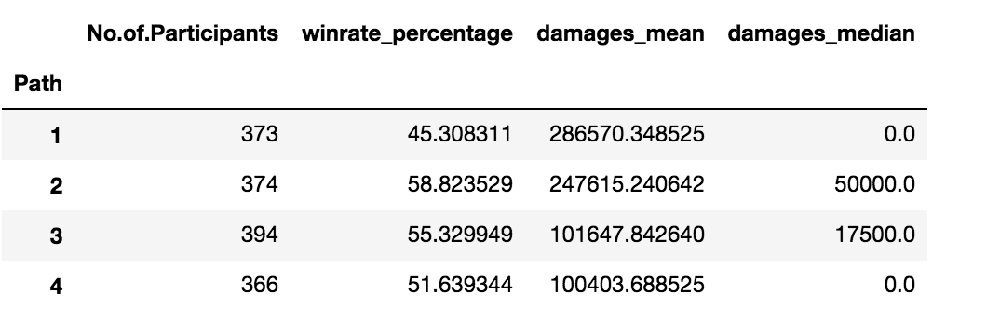 No.of.Participants winrate_percentage damages_mean damages_median
Path
1 373 45.308311 286570.348525 0.0
2 374 58.823529 247615.240642 50000.0
3 394 55.329949 101647.842640 17500.0
4 366 51.639344 100403.688525 0.0